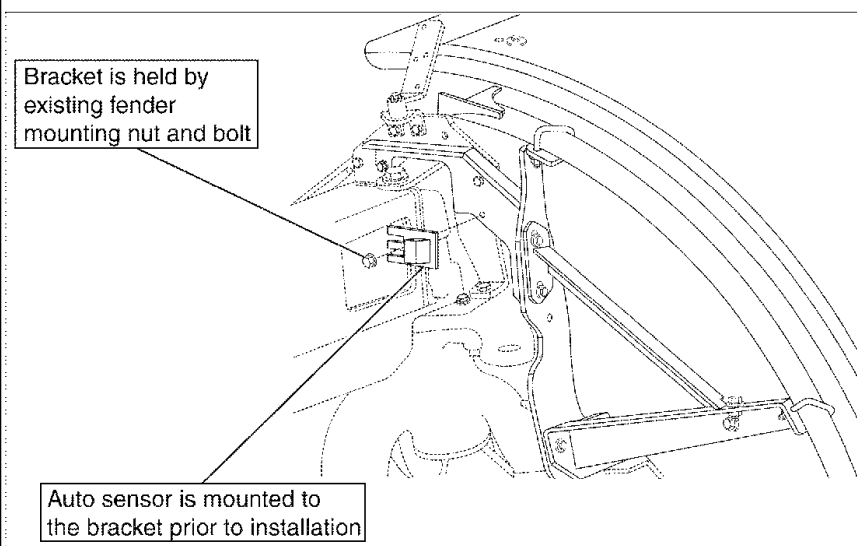 Bracket is held by
existing fender
mounting nut and bolt
Auto sensor is mounted to
the bracket prior to installation